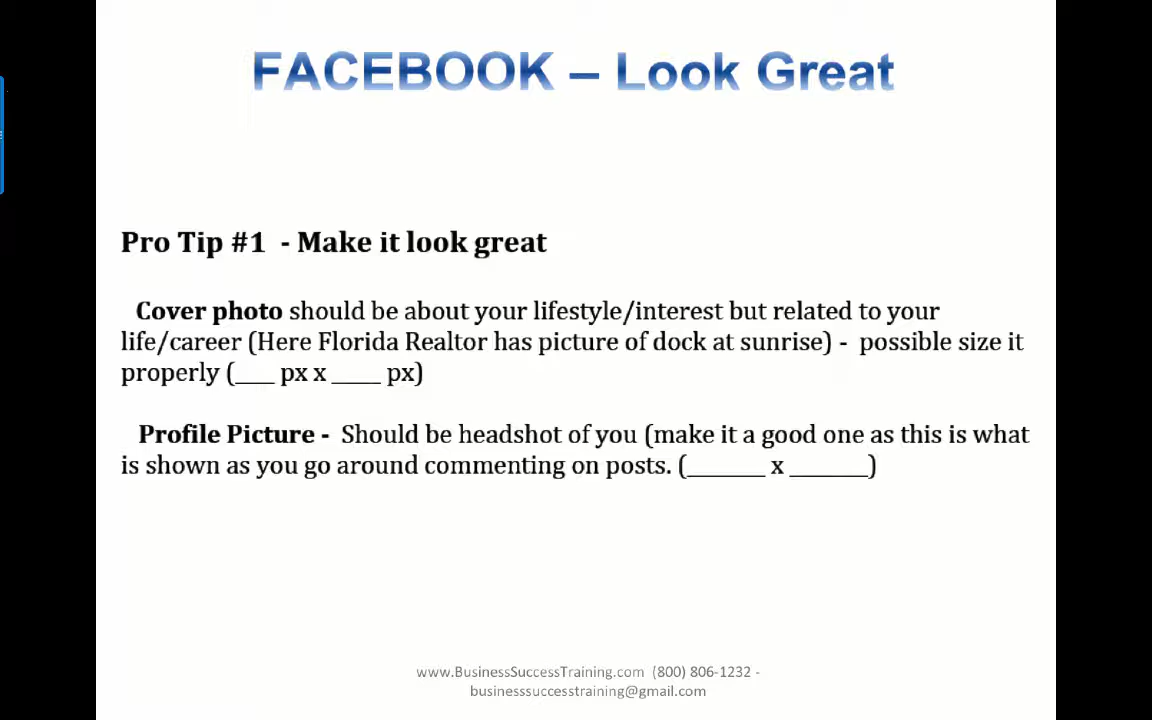 FACEBOOK – Look Great
Pro Tip #1 - Make it look great
Cover photo should be about your lifestyle/interest but related to your
life/career (Here Florida Realtor has picture of dock at sunrise) - possible size it
properly (___ px x ____ px)
Profile Picture - Should be headshot of you (make it a good one as this is what
is shown as you go around commenting on posts. (______ x ______)
www.BusinessSuccessTraining.com (800) 806-1232 -
businesssuccesstraining@gmail.com